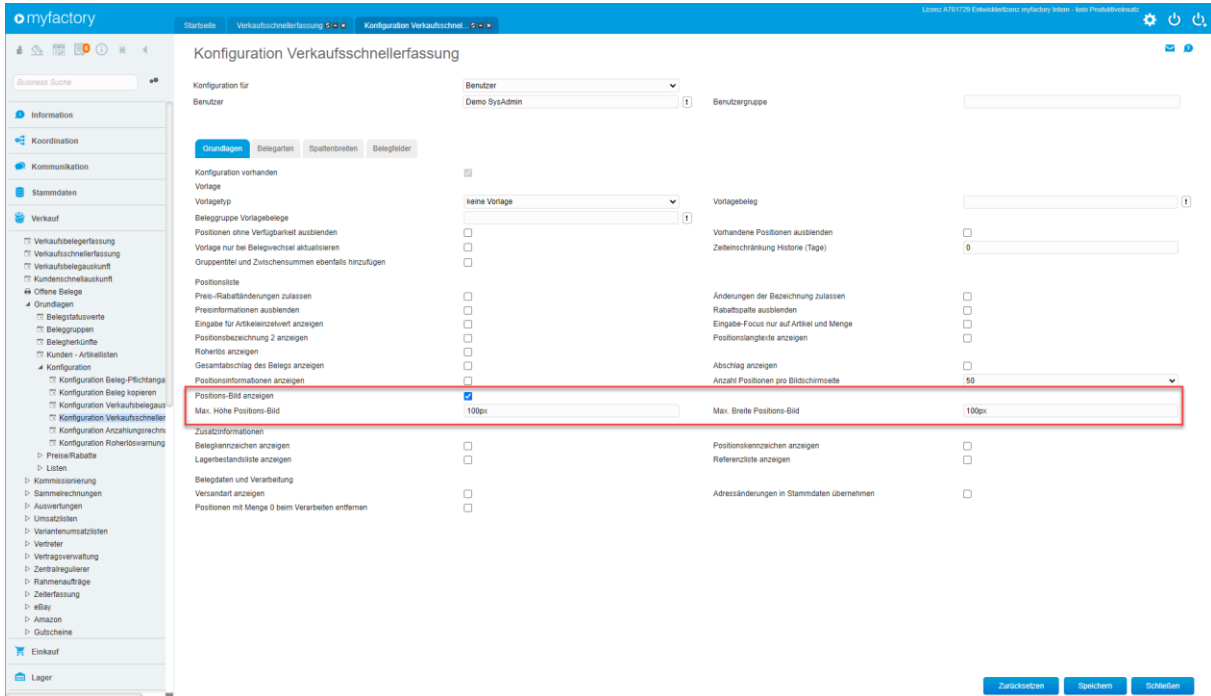 myfactory
Lizenz A761729 Entwicklerlizenz myfactory Intern - kein Produktiveinsatz
Startseite Verkaufsschnellerfassung Konfiguration Verkaufsschnel...
Konfiguration Verkaufsschnellerfassung
Business Suche
Konfiguration für Benutzer
Benutzer Demo SysAdmin Benutzergruppe
Information
Koordination
Kommunikation
Stammdaten
Verkauf
Verkaufsbelegerfassung
Verkaufsschnellerfassung
Verkaufsbelegauskunft
Kundenschnellauskunft
Offene Belege
Grundlagen
Belegstatuswerte
Beleggruppen
Belegherkünfte
Kunden - Artikellisten
Konfiguration
Konfiguration Beleg-Pflichtanga
Konfiguration Beleg kopieren
Konfiguration Verkaufsbelegaus
Konfiguration Verkaufsschneller
Konfiguration Anzahlungsrechn
Konfiguration Roherlöswarnung
Preise/Rabatte
Listen
Kommissionierung
Sammelrechnungen
Auswertungen
Umsatzlisten
Variantenumsatzlisten
Vertreter
Vertragsverwaltung
Zentralregulierer
Rahmenaufträge
Zeiterfassung
eBay
Amazon
Gutscheine
Einkauf
Lager
Grundlagen Belegarten Spaltenbreiten Belegfelder
Konfiguration vorhanden
Vorlage
Vorlagetyp keine Vorlage Vorlagebeleg
Beleggruppe Vorlagebelege
Positionen ohne Verfügbarkeit ausblenden Vorhandene Positionen ausblenden
Vorlage nur bei Belegwechsel aktualisieren Zeiteinschränkung Historie (Tage) 0
Gruppentitel und Zwischensummen ebenfalls hinzufügen
Positionsliste
Preis-/Rabattänderungen zulassen Änderungen der Bezeichnung zulassen
Preisinformationen ausblenden Rabattspalte ausblenden
Eingabe für Artikeleinzelwert anzeigen Eingabe-Focus nur auf Artikel und Menge
Positionsbezeichnung 2 anzeigen Positionslangtexte anzeigen
Roherlös anzeigen
Gesamtabschlag des Belegs anzeigen Abschlag anzeigen
Positionsinformationen anzeigen Anzahl Positionen pro Bildschirmseite 50
Positions-Bild anzeigen
Max. Höhe Positions-Bild 100px Max. Breite Positions-Bild 100px
Zusatzinformationen
Belegkennzeichen anzeigen Positionskennzeichen anzeigen
Lagerbestandsliste anzeigen Referenzliste anzeigen
Belegdaten und Verarbeitung
Versandart anzeigen Adressänderungen in Stammdaten übernehmen
Positionen mit Menge 0 beim Verarbeiten entfernen
Zurücksetzen Speichern Schließen